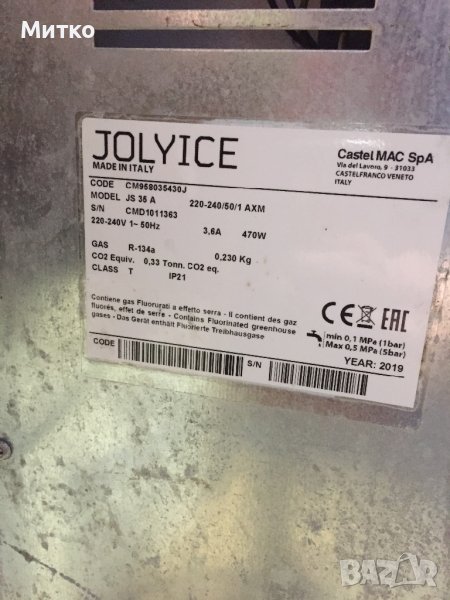 Митко
JOLYICE
MADE IN ITALY
Castel MAC SpA
Via del Lavoro, 9 - 31033
CASTELFRANCO VENETO
ITALY
CODE CM958035430J
MODEL JS 35 A 220-240/50/1 AXM
S/N CMD1011363
220-240V 1~ 50Hz 3,6A 470W
GAS R-134a 0,230 Kg
CO2 Equiv. 0,33 Tonn. CO2 eq.
CLASS T IP21
Contiene gas Fluorurati a effetto serra - Il contient des gaz
fluorés, effet de serre - Contains Fluorinated greenhouse
gases - Das Gerät enthält Fluorierte Treibhausgase
CE EAC
min 0,1 MPa (1bar)
Max 0,5 MPa (5bar)
CODE S/N YEAR: 2019
BAZAR